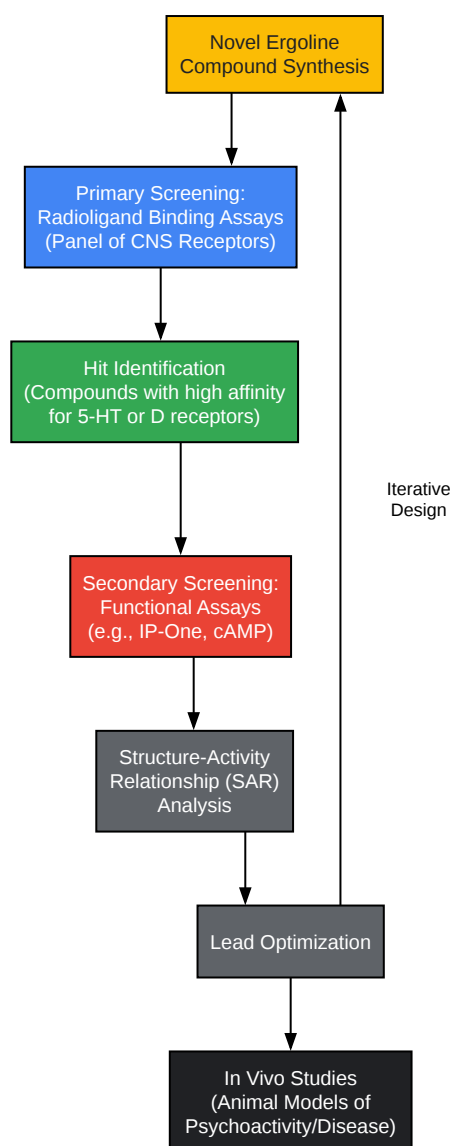 Novel Ergoline
Compound Synthesis
Primary Screening:
Radioligand Binding Assays
(Panel of CNS Receptors)
Hit Identification
(Compounds with high affinity
for 5-HT or D receptors)
Iterative
Design
Secondary Screening:
Functional Assays
(e.g., IP-One, cAMP)
Structure-Activity
Relationship (SAR)
Analysis
Lead Optimization
In Vivo Studies
(Animal Models of
Psychoactivity/Disease)